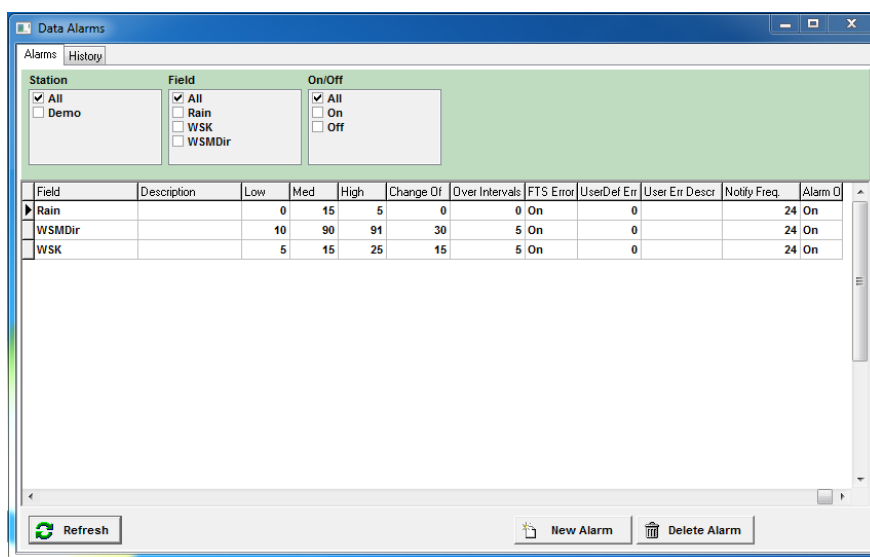 Data Alarms
Alarms History
Station Field On/Off
All All All
Demo Rain On
WSK Off
WSMDir
Field Description Low Med High Change Of Over Intervals FTS Error UserDef Err User Err Descr Notify Freq. Alarm O
Rain 0 15 5 0 0 On 0 24 On
WSMDir 10 90 91 30 5 On 0 24 On
WSK 5 15 25 15 5 On 0 24 On
Refresh New Alarm Delete Alarm